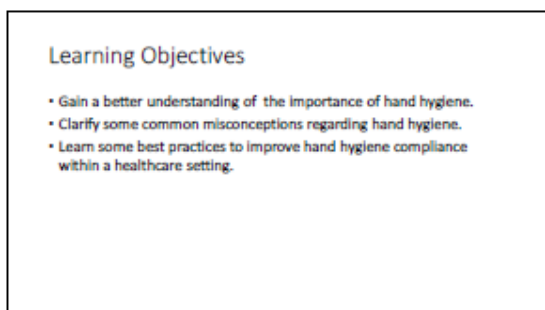 Learning Objectives
• Gain a better understanding of the importance of hand hygiene.
• Clarify some common misconceptions regarding hand hygiene.
• Learn some best practices to improve hand hygiene compliance
within a healthcare setting.